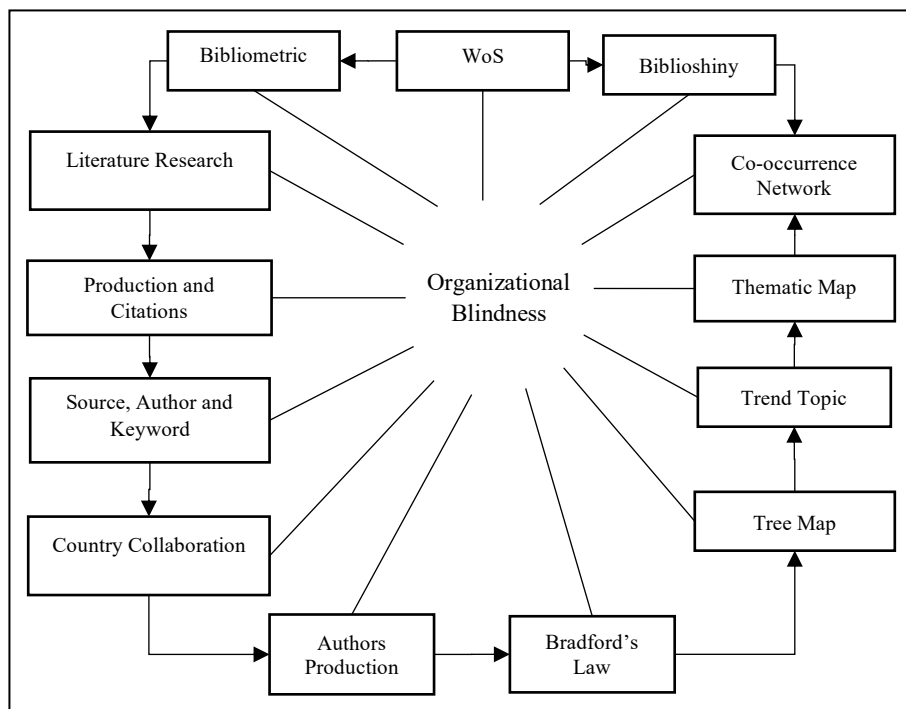 Bibliometric
WoS
Biblioshiny
Literature Research
Co-occurrence
Network
Production and
Citations
Organizational
Blindness
Thematic Map
Source, Author and
Keyword
Trend Topic
Country Collaboration
Tree Map
Authors
Production
Bradford’s
Law